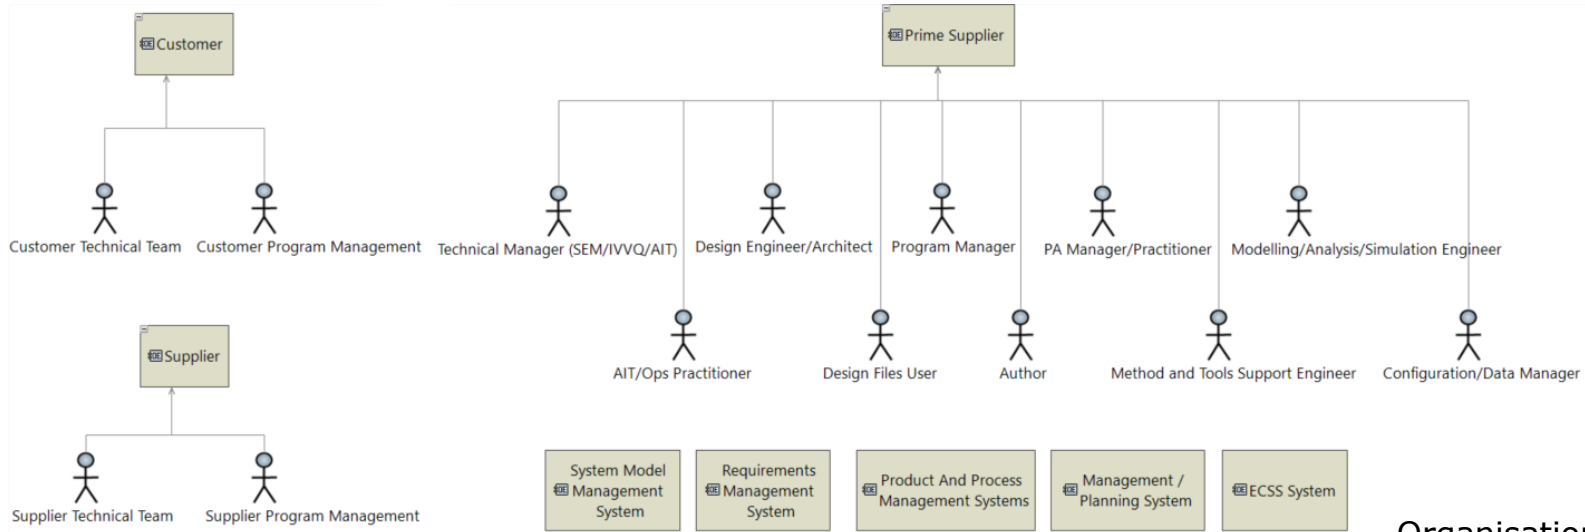 Customer
Prime Supplier
Customer Technical Team
Customer Program Management
Technical Manager (SEM/IVVQ/AIT)
Design Engineer/Architect
Program Manager
PA Manager/Practitioner
Modelling/Analysis/Simulation Engineer
Supplier
AIT/Ops Practitioner
Design Files User
Author
Method and Tools Support Engineer
Configuration/Data Manager
System Model
Management
System
Requirements
Management
System
Product And Process
Management Systems
Management /
Planning System
ECSS System
Supplier Technical Team
Supplier Program Management